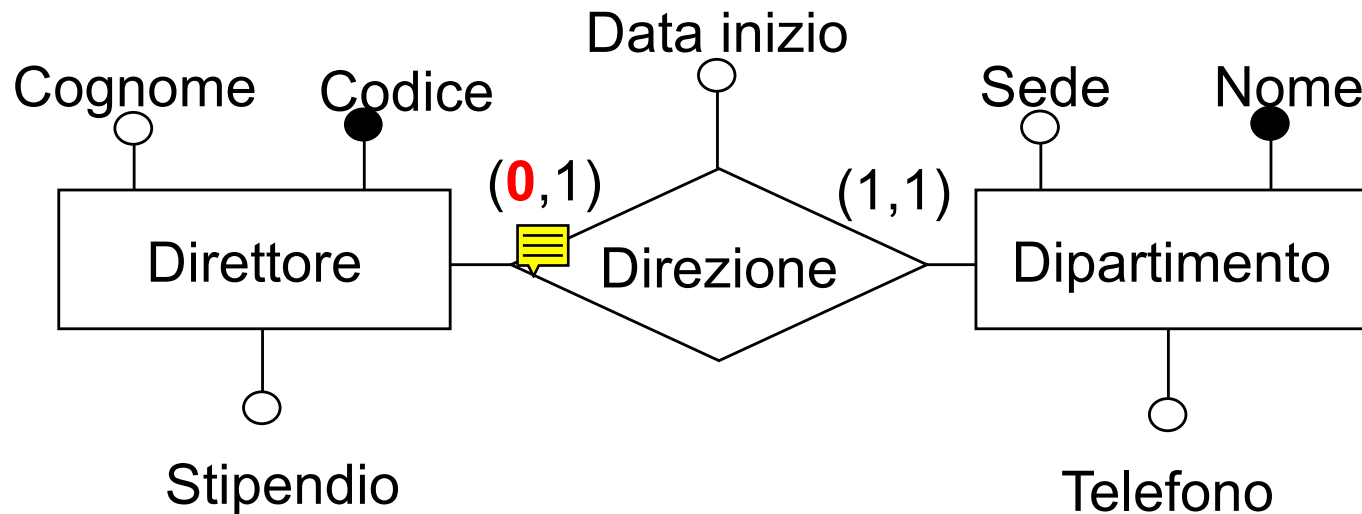 Data inizio
Cognome
Codice
Sede
Nome
(0,1)
(1,1)
Direttore
Direzione
Dipartimento
Stipendio
Telefono